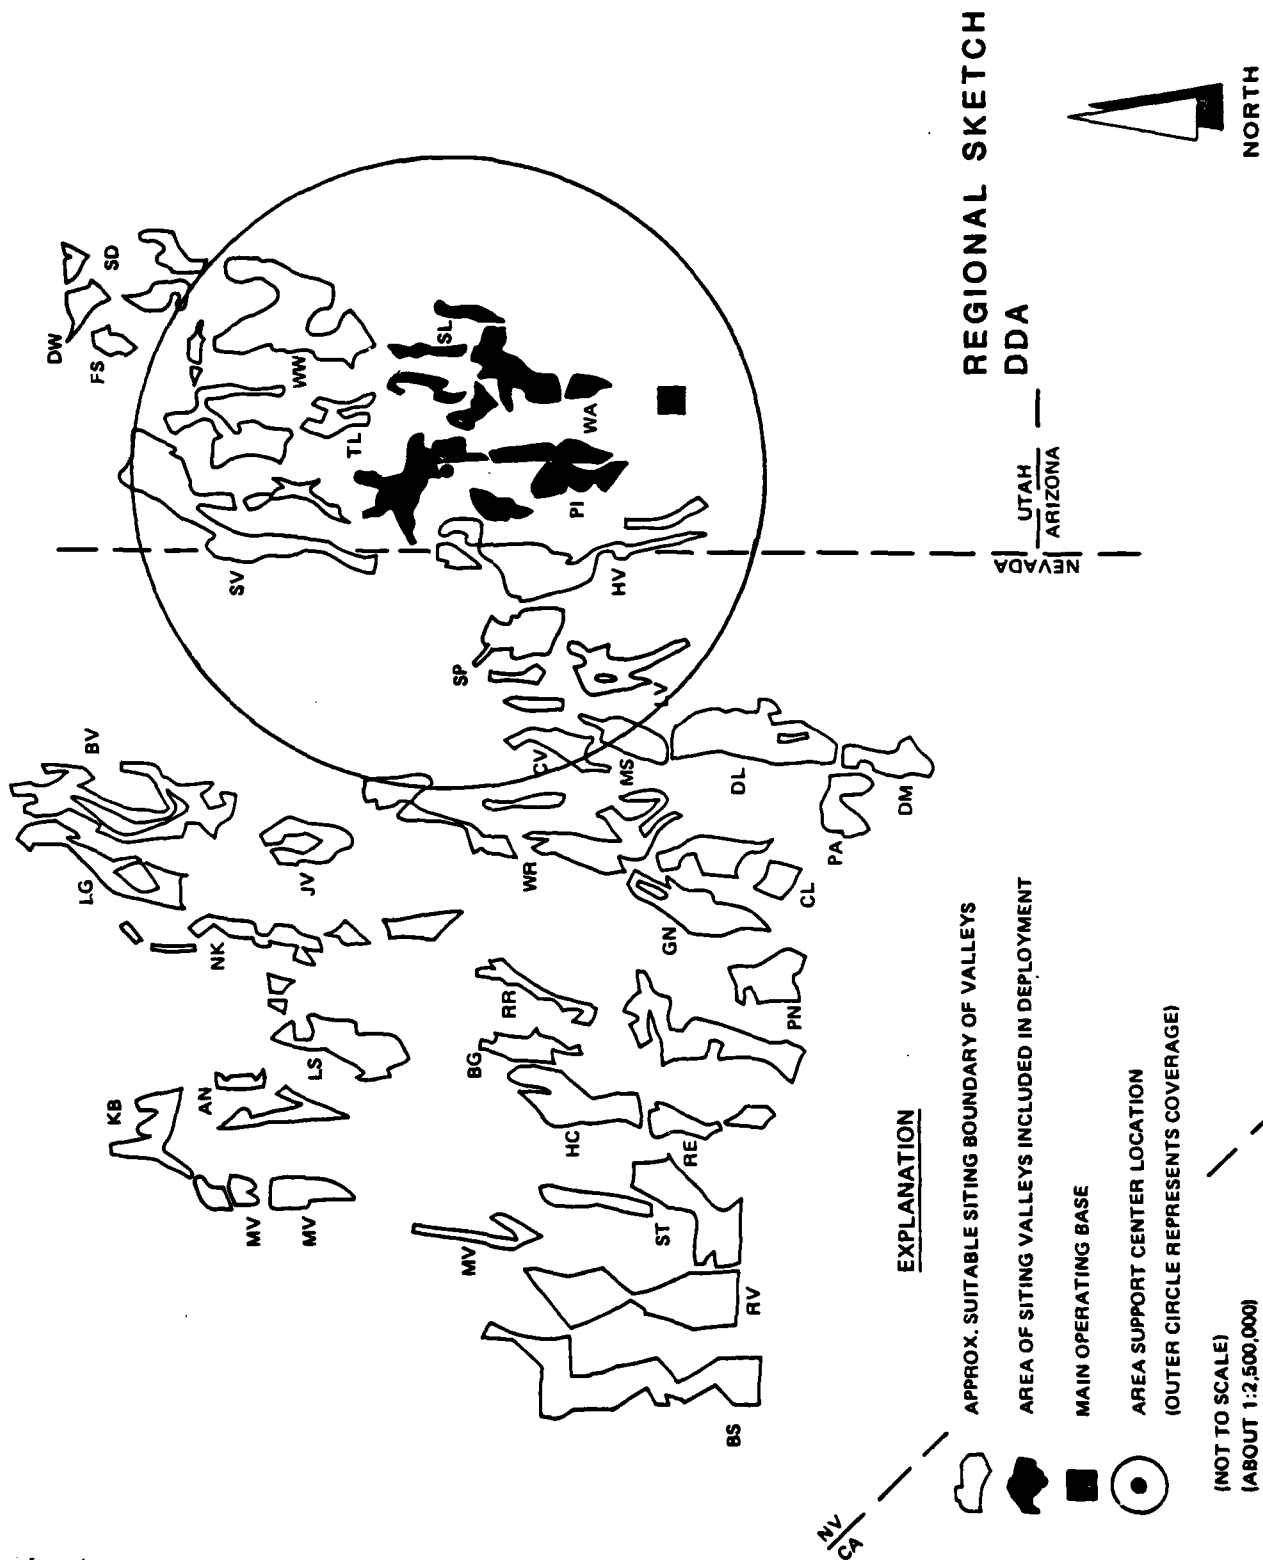 REGIONAL SKETCH
DDA
NORTH
DW
SD
FS
WW
TL
SL
WA
PI
SV
HV
NEVADA
UTAH
ARIZONA
SP
BV
CV
MS
DL
DM
PA
LG
JV
WR
CL
GN
NK
RR
PN
BG
LS
AN
KB
HC
RE
MV
MV
MV
ST
RV
BS
NV
CA
EXPLANATION
APPROX. SUITABLE SITING BOUNDARY OF VALLEYS
AREA OF SITING VALLEYS INCLUDED IN DEPLOYMENT
MAIN OPERATING BASE
AREA SUPPORT CENTER LOCATION
(OUTER CIRCLE REPRESENTS COVERAGE)
(NOT TO SCALE)
(ABOUT 1:2,500,000)